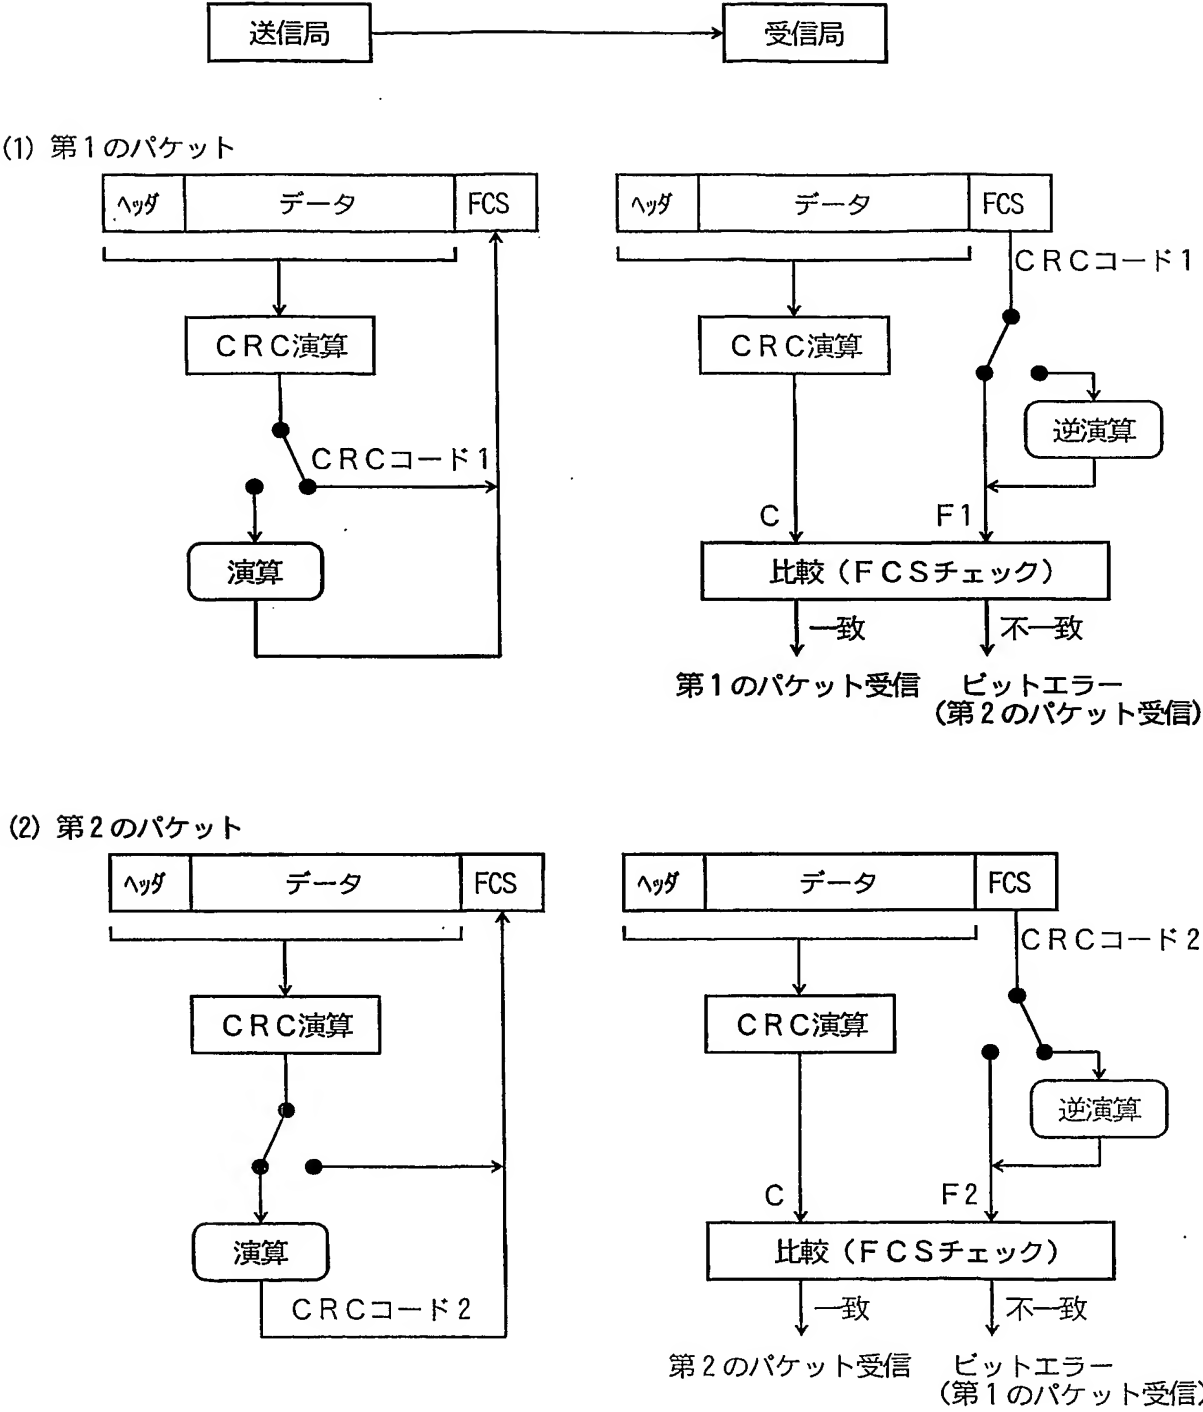 送信局
受信局
(1) 第1のパケット
ヘッダ データ FCS
ヘッダ データ FCS
CRCコード1
CRC演算
CRC演算
逆演算
CRCコード1
C
F1
演算
比較(FCSチェック)
一致
不一致
第1のパケット受信
ビットエラー
(第2のパケット受信)
(2) 第2のパケット
ヘッダ データ FCS
ヘッダ データ FCS
CRCコード2
CRC演算
CRC演算
逆演算
C
F2
演算
比較(FCSチェック)
CRCコード2
一致
不一致
第2のパケット受信
ビットエラー
(第1のパケット受信)